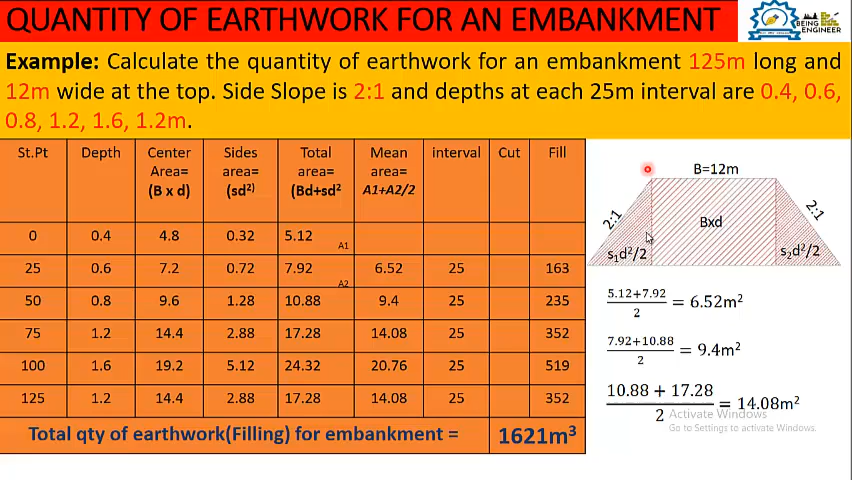 QUANTITY OF EARTHWORK FOR AN EMBANKMENT
BEING
ENGINEER
Example: Calculate the quantity of earthwork for an embankment 125m long and
12m wide at the top. Side Slope is 2:1 and depths at each 25m interval are 0.4, 0.6,
0.8, 1.2, 1.6, 1.2m.
St.Pt Depth Center Area= (B x d) Sides area= (sd²) Total area= (Bd+sd² Mean area= A1+A2/2 interval Cut Fill
0 0.4 4.8 0.32 5.12 A1
25 0.6 7.2 0.72 7.92 A2 6.52 25 163
50 0.8 9.6 1.28 10.88 9.4 25 235
75 1.2 14.4 2.88 17.28 14.08 25 352
100 1.6 19.2 5.12 24.32 20.76 25 519
125 1.2 14.4 2.88 17.28 14.08 25 352
Total qty of earthwork(Filling) for embankment = 1621m³
B=12m
2:1
2:1
Bxd
s₁d²/2
s₂d²/2
5.12+7.92
2
= 6.52m²
7.92+10.88
2
= 9.4m²
10.88 + 17.28
2
= 14.08m²
Activate Windows
Go to Settings to activate Windows.